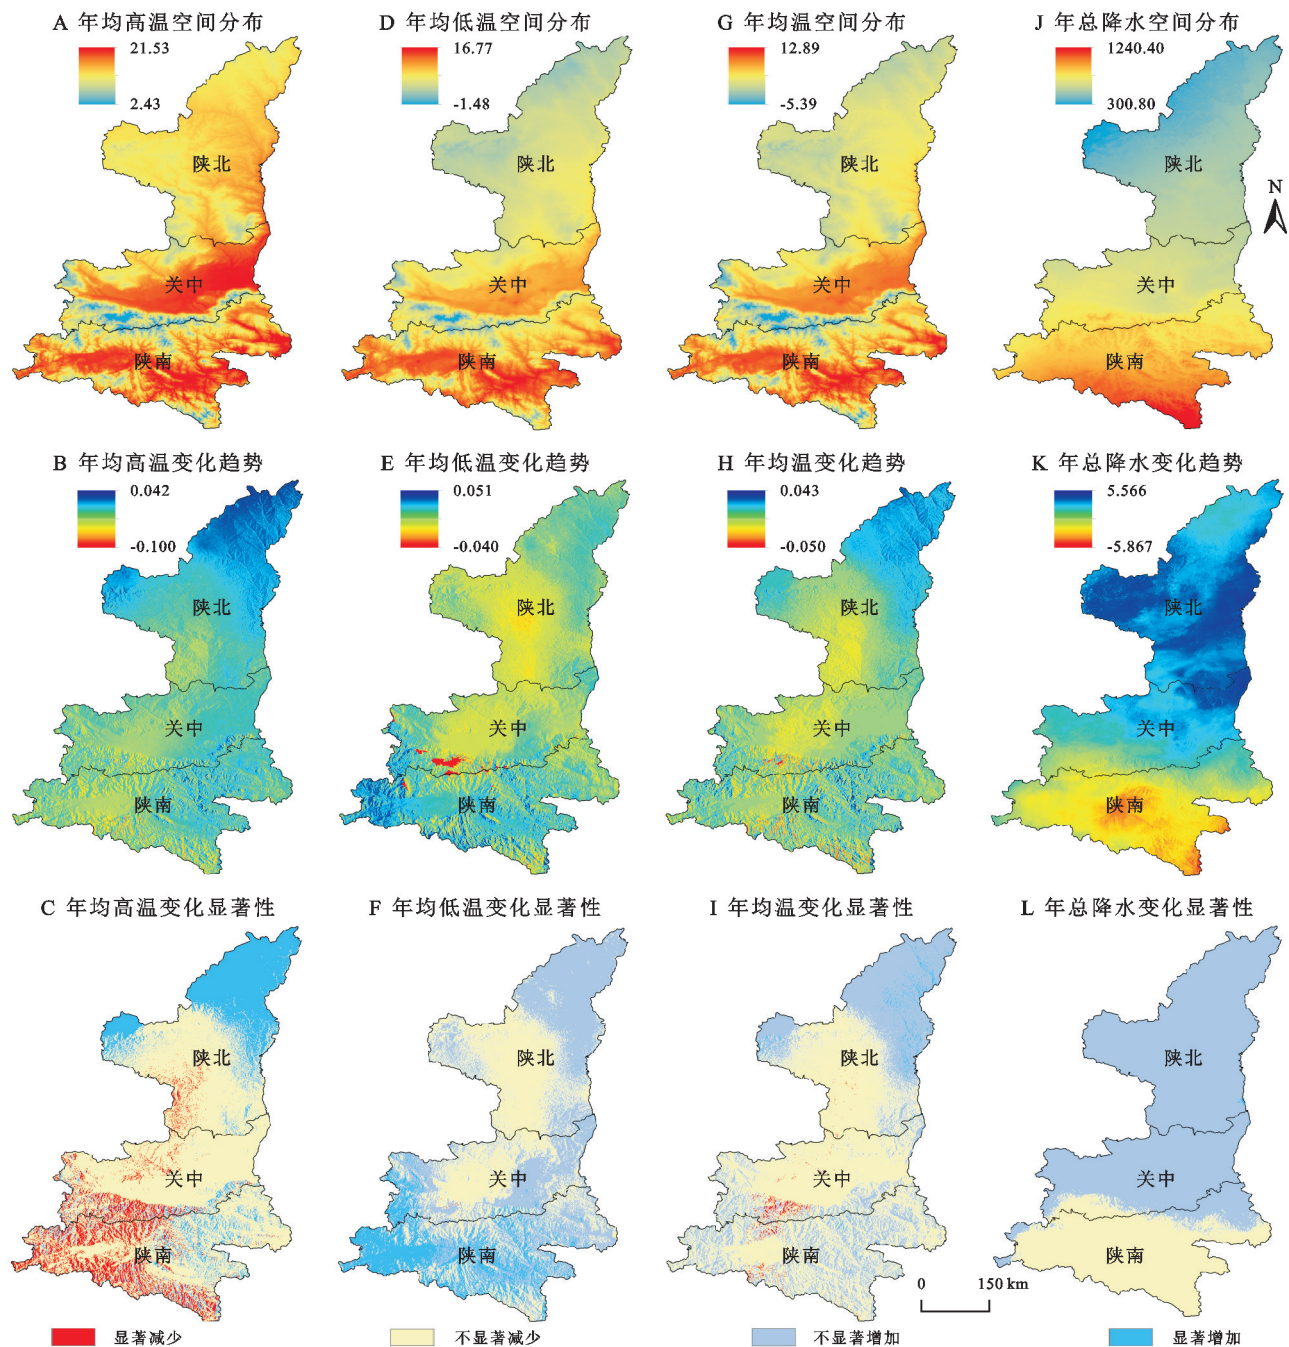 A 年均高温空间分布
D 年均低温空间分布
G 年均温空间分布
J 年总降水空间分布
21.53
2.43
16.77
-1.48
12.89
-5.39
1240.40
300.80
N
陕北
陕北
陕北
陕北
关中
关中
关中
关中
陕南
陕南
陕南
陕南
B 年均高温变化趋势
E 年均低温变化趋势
H 年均温变化趋势
K 年总降水变化趋势
0.042
-0.100
0.051
-0.040
0.043
-0.050
5.566
-5.867
陕北
陕北
陕北
陕北
关中
关中
关中
关中
陕南
陕南
陕南
陕南
C 年均高温变化显著性
F 年均低温变化显著性
I 年均温变化显著性
L 年总降水变化显著性
陕北
陕北
陕北
陕北
关中
关中
关中
关中
陕南
陕南
陕南
陕南
0 150 km
显著减少
不显著减少
不显著增加
显著增加